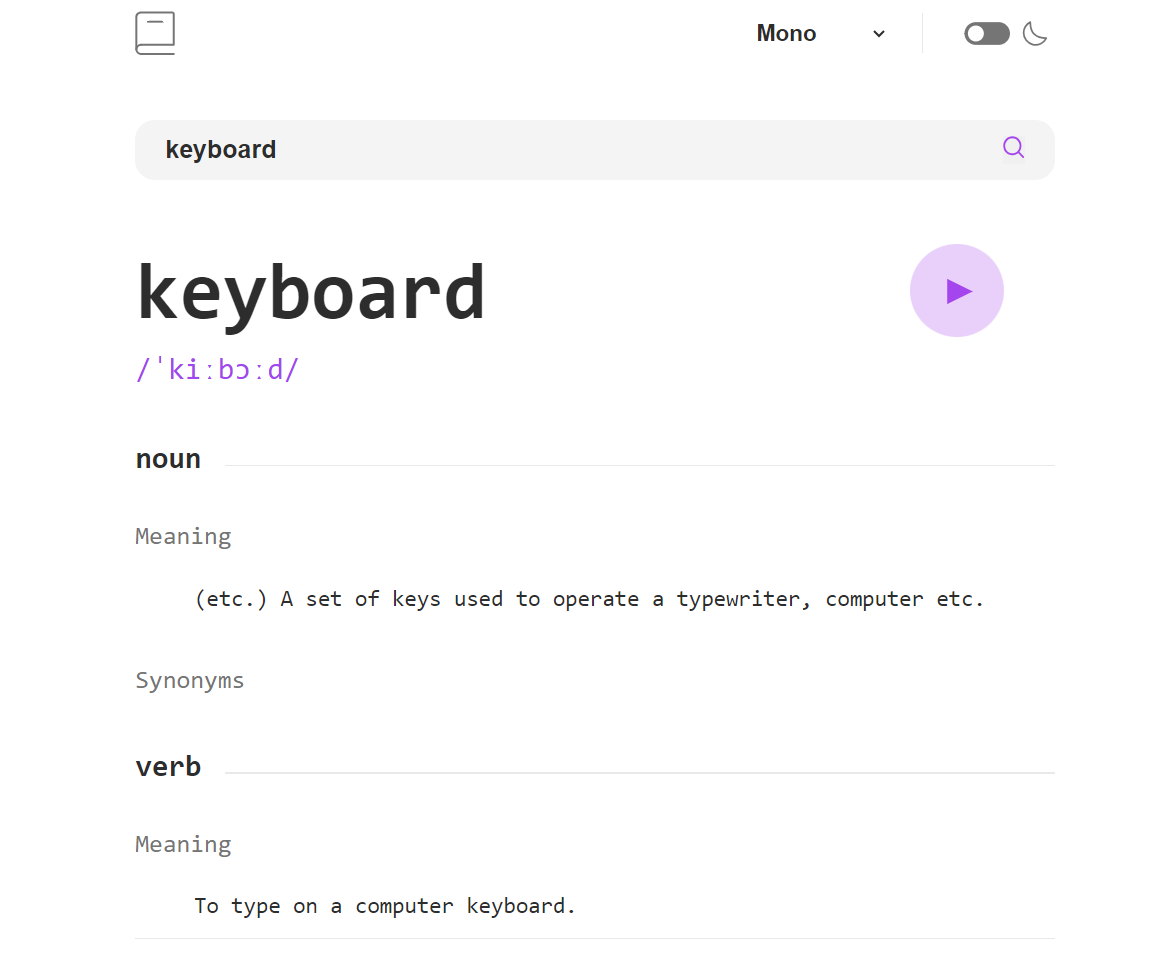 Mono
keyboard
keyboard
/ˈkiːbɔːd/
noun
Meaning
(etc.) A set of keys used to operate a typewriter, computer etc.
Synonyms
verb
Meaning
To type on a computer keyboard.